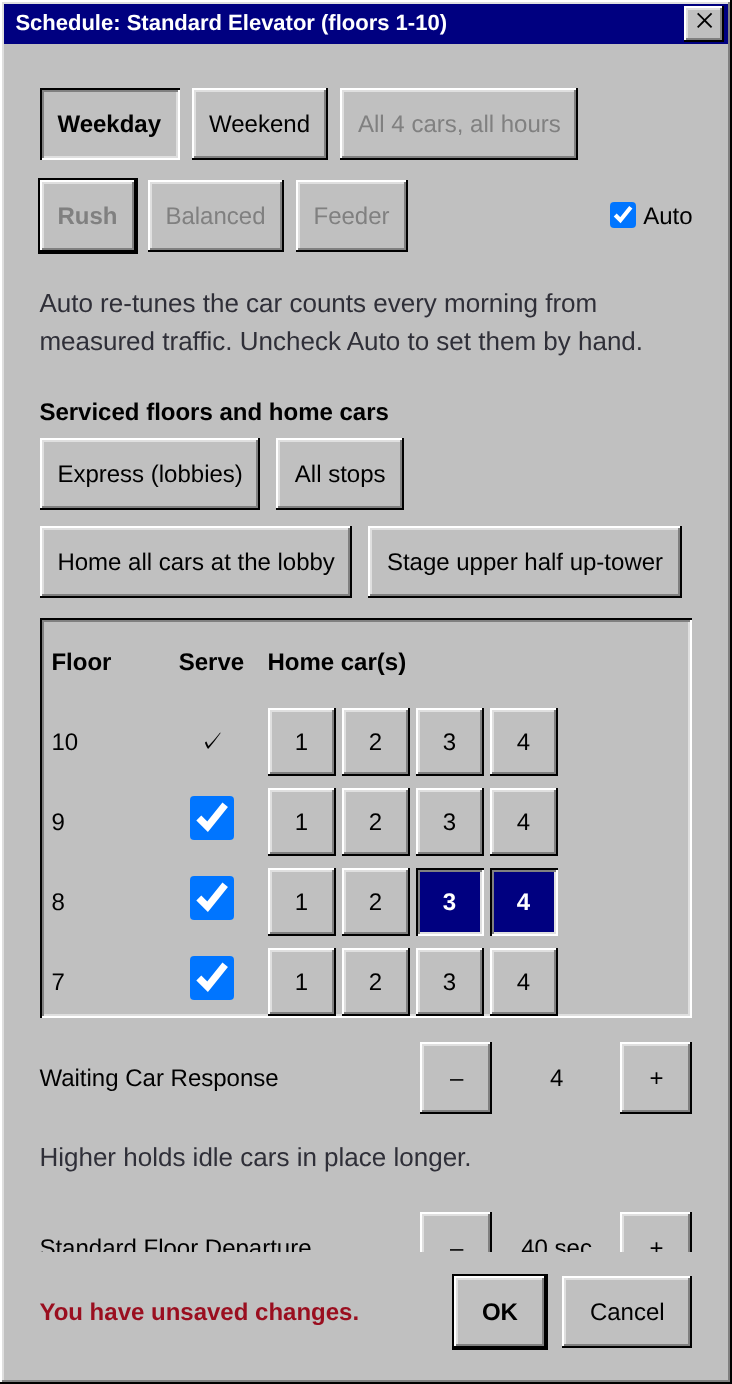 Schedule: Standard Elevator (floors 1-10)
Weekday Weekend All 4 cars, all hours
Rush Balanced Feeder Auto
Auto re-tunes the car counts every morning from
measured traffic. Uncheck Auto to set them by hand.
Serviced floors and home cars
Express (lobbies) All stops
Home all cars at the lobby Stage upper half up-tower
Floor Serve Home car(s)
10 ✓ 1 2 3 4
9 1 2 3 4
8 1 2 3 4
7 1 2 3 4
Waiting Car Response – 4 +
Higher holds idle cars in place longer.
Standard Floor Departure – 40 sec +
You have unsaved changes. OK Cancel